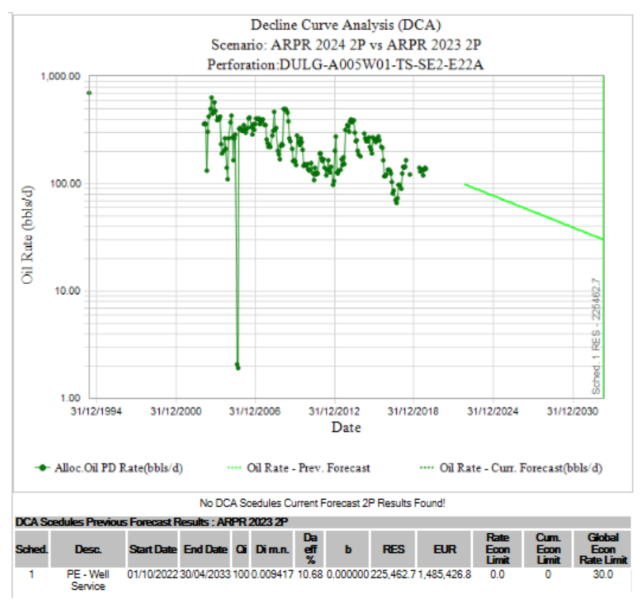 Decline Curve Analysis (DCA)
Scenario: ARPR 2024 2P vs ARPR 2023 2P
Perforation:DULG-A005W01-TS-SE2-E22A
1,000.00
100.00
10.00
1.00
Oil Rate (bbls/d)
Sched. 1 RES - 225462.7
31/12/1994 31/12/2000 31/12/2006 31/12/2012 31/12/2018 31/12/2024 31/12/2030
Date
Alloc.Oil PD Rate(bbls/d) Oil Rate - Prev. Forecast Oil Rate - Curr. Forecast(bbls/d)
No DCA Scedules Current Forecast 2P Results Found!
DCA Scedules Previous Forecast Results : ARPR 2023 2P
Sched. Desc. Start Date End Date Qi Di m.n. Da eff % b RES EUR Rate Econ Limit Cum. Econ Limit Global Econ Rate Limit
1 PE - Well Service 01/10/2022 30/04/2033 100 0.009417 10.68 0.000000 225,462.7 1,485,426.8 0.0 0 30.0